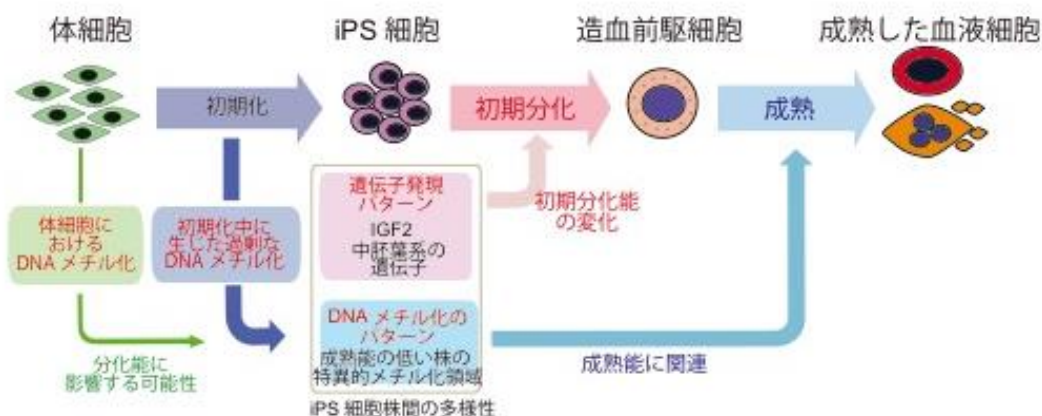 体細胞
iPS 細胞
造血前駆細胞
成熟した血液細胞
初期化
初期分化
成熟
体細胞に
おける
DNA メチル化
初期化中に
生じた過剰な
DNA メチル化
遺伝子発現
パターン
IGF2
中胚葉系の
遺伝子
初期分化能
の変化
DNA メチル化の
パターン
成熟能の低い株の
特異的メチル化領域
分化能に
影響する可能性
成熟能に関連
iPS 細胞株間の多様性